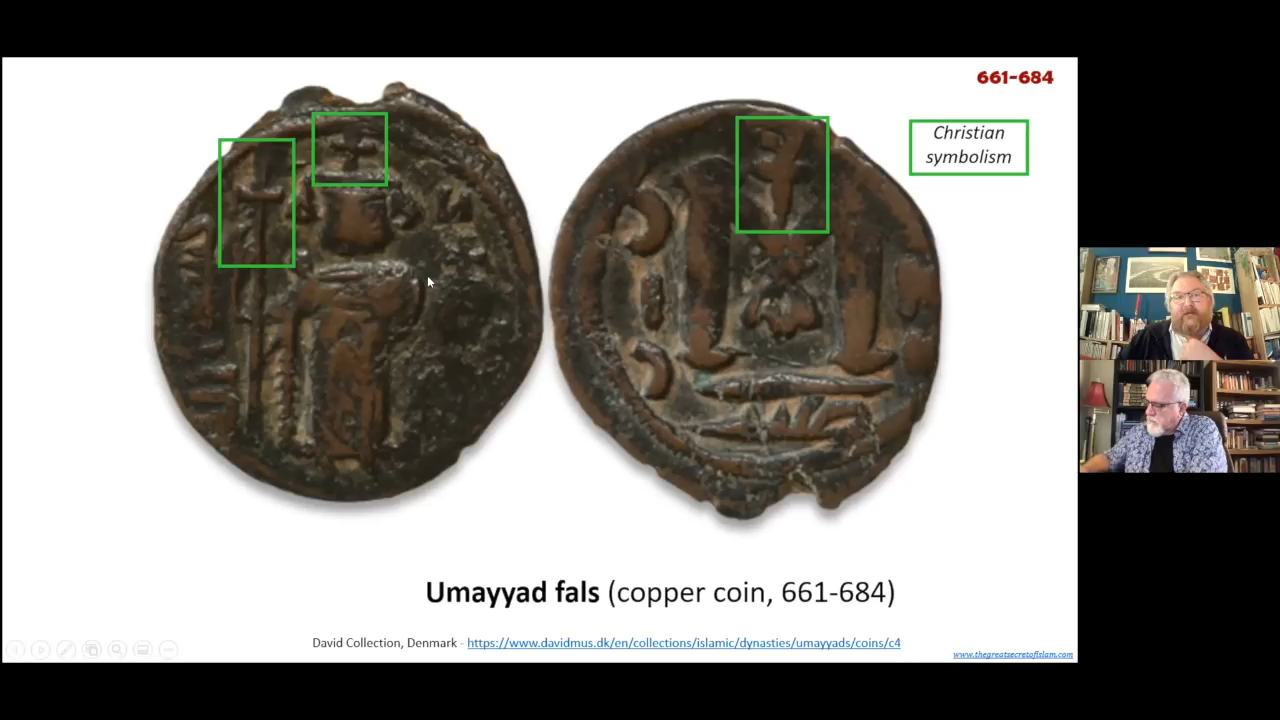 661-684
Christian
symbolism
Umayyad fals (copper coin, 661-684)
David Collection, Denmark - https://www.davidmus.dk/en/collections/islamic/dynasties/umayyads/coins/c4
www.thegreatsecretofislam.com